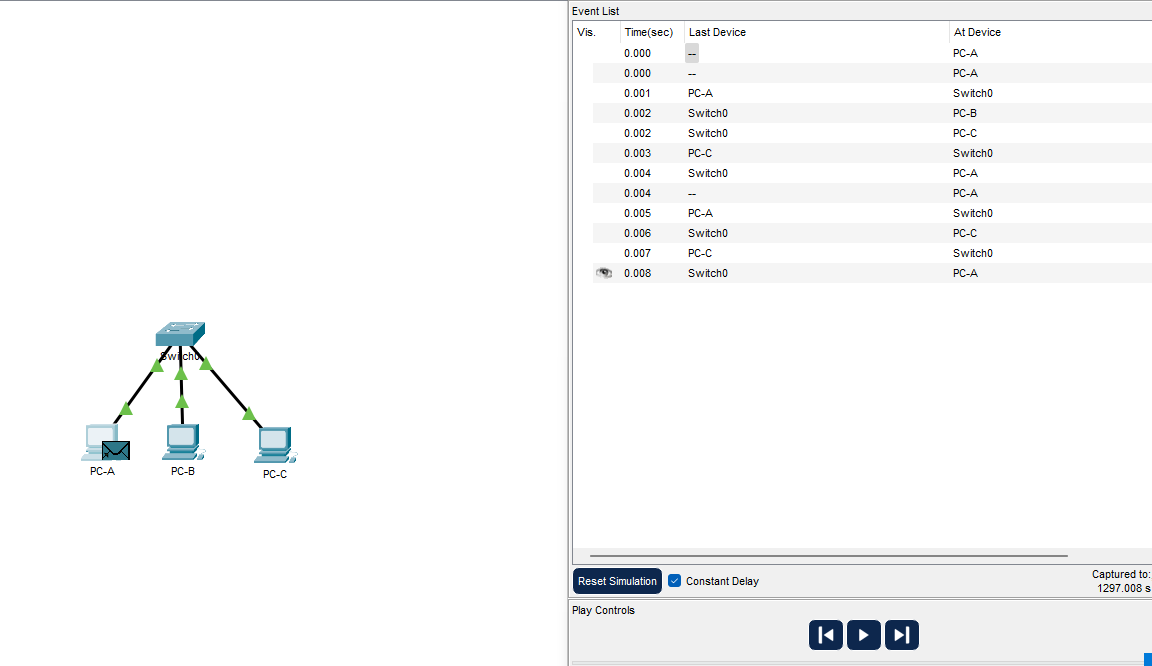 Event List
Vis. Time(sec) Last Device At Device
0.000 -- PC-A
0.000 -- PC-A
0.001 PC-A Switch0
0.002 Switch0 PC-B
0.002 Switch0 PC-C
0.003 PC-C Switch0
0.004 Switch0 PC-A
0.004 -- PC-A
0.005 PC-A Switch0
0.006 Switch0 PC-C
0.007 PC-C Switch0
0.008 Switch0 PC-A
Switch0
PC-A PC-B PC-C
Reset Simulation Constant Delay Captured to:
1297.008 s
Play Controls